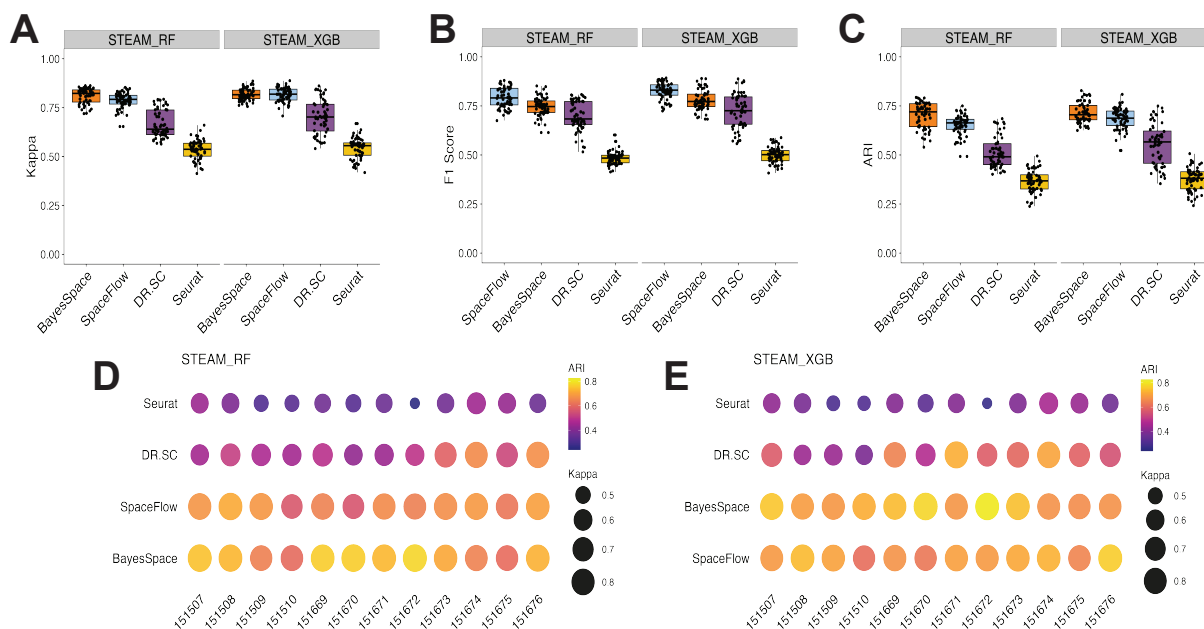 A
STEAM_RF STEAM_XGB
Kappa
1.00
0.75
0.50
0.25
0.00
BayesSpace SpaceFlow DR.SC Seurat BayesSpace SpaceFlow DR.SC Seurat
B
STEAM_RF STEAM_XGB
F1 Score
1.00
0.75
0.50
0.25
0.00
SpaceFlow BayesSpace DR.SC Seurat SpaceFlow BayesSpace DR.SC Seurat
C
STEAM_RF STEAM_XGB
ARI
1.00
0.75
0.50
0.25
0.00
BayesSpace SpaceFlow DR.SC Seurat BayesSpace SpaceFlow DR.SC Seurat
D
STEAM_RF
Seurat
DR.SC
SpaceFlow
BayesSpace
151507 151508 151509 151510 151669 151670 151671 151672 151673 151674 151675 151676
ARI
0.8
0.6
0.4
Kappa
0.5
0.6
0.7
0.8
E
STEAM_XGB
Seurat
DR.SC
BayesSpace
SpaceFlow
151507 151508 151509 151510 151669 151670 151671 151672 151673 151674 151675 151676
ARI
0.8
0.6
0.4
Kappa
0.5
0.6
0.7
0.8